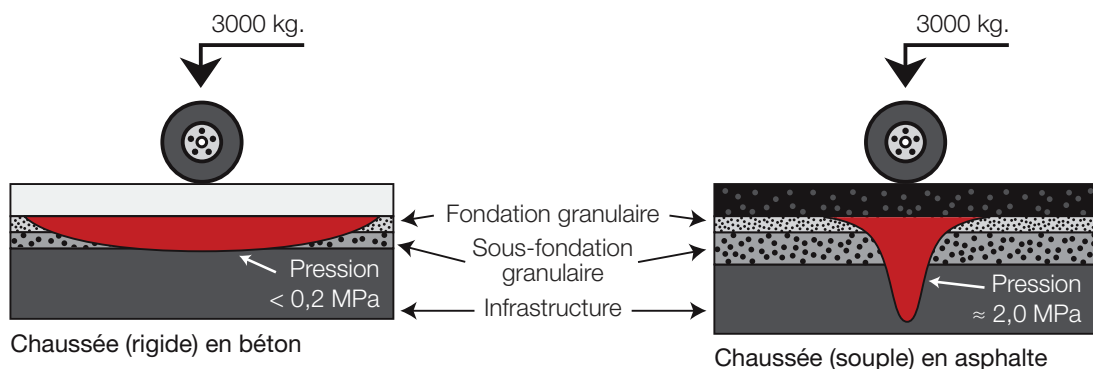 3000 kg.
3000 kg.
Fondation granulaire
Sous-fondation
granulaire
Infrastructure
Pression
< 0,2 MPa
Pression
≈ 2,0 MPa
Chaussée (rigide) en béton
Chaussée (souple) en asphalte